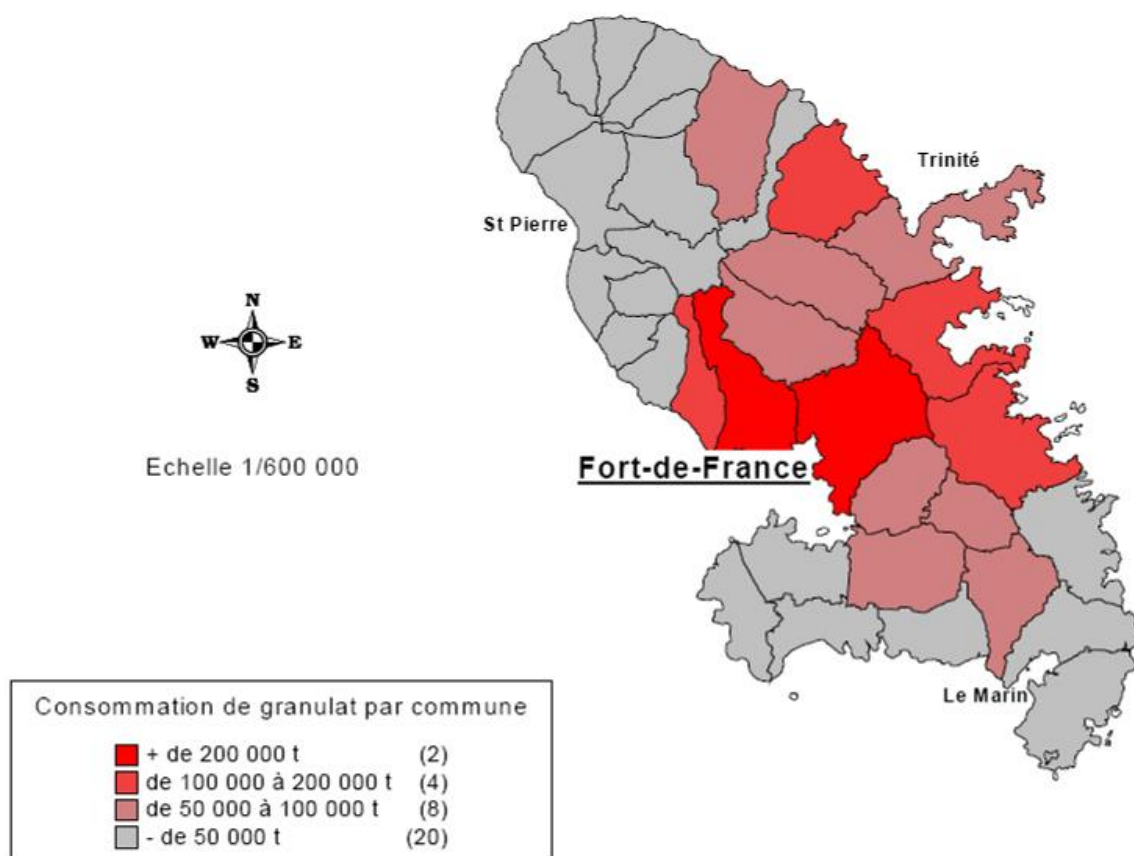 Trinité
St Pierre
N
W E
S
Echelle 1/600 000
Fort-de-France
Le Marin
Consommation de granulat par commune
+ de 200 000 t (2)
de 100 000 à 200 000 t (4)
de 50 000 à 100 000 t (8)
- de 50 000 t (20)